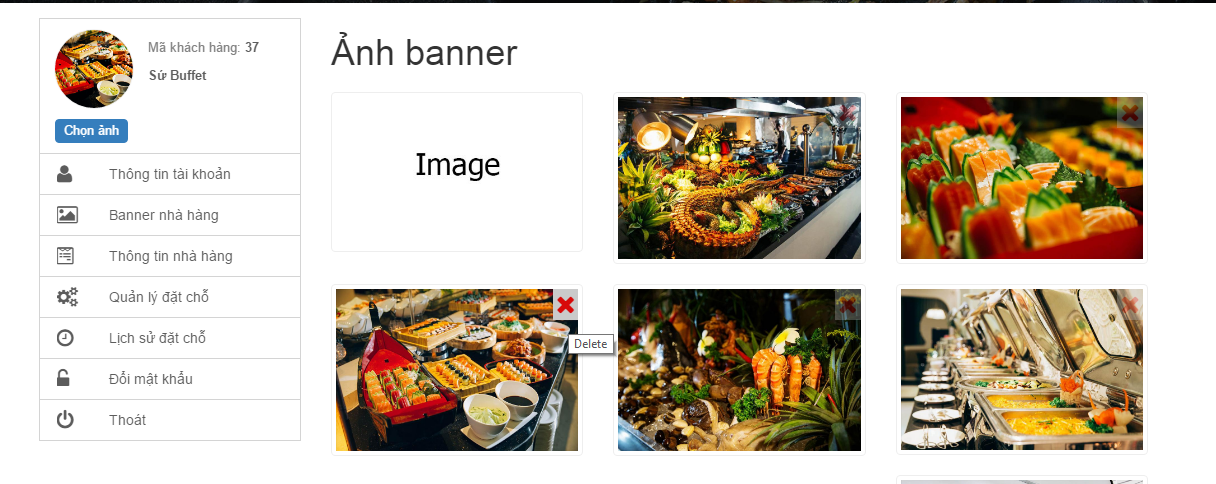 Mã khách hàng: 37
Sứ Buffet
Chọn ảnh
Thông tin tài khoản
Banner nhà hàng
Thông tin nhà hàng
Quản lý đặt chỗ
Lịch sử đặt chỗ
Đổi mật khẩu
Thoát
Ảnh banner
Image
Delete